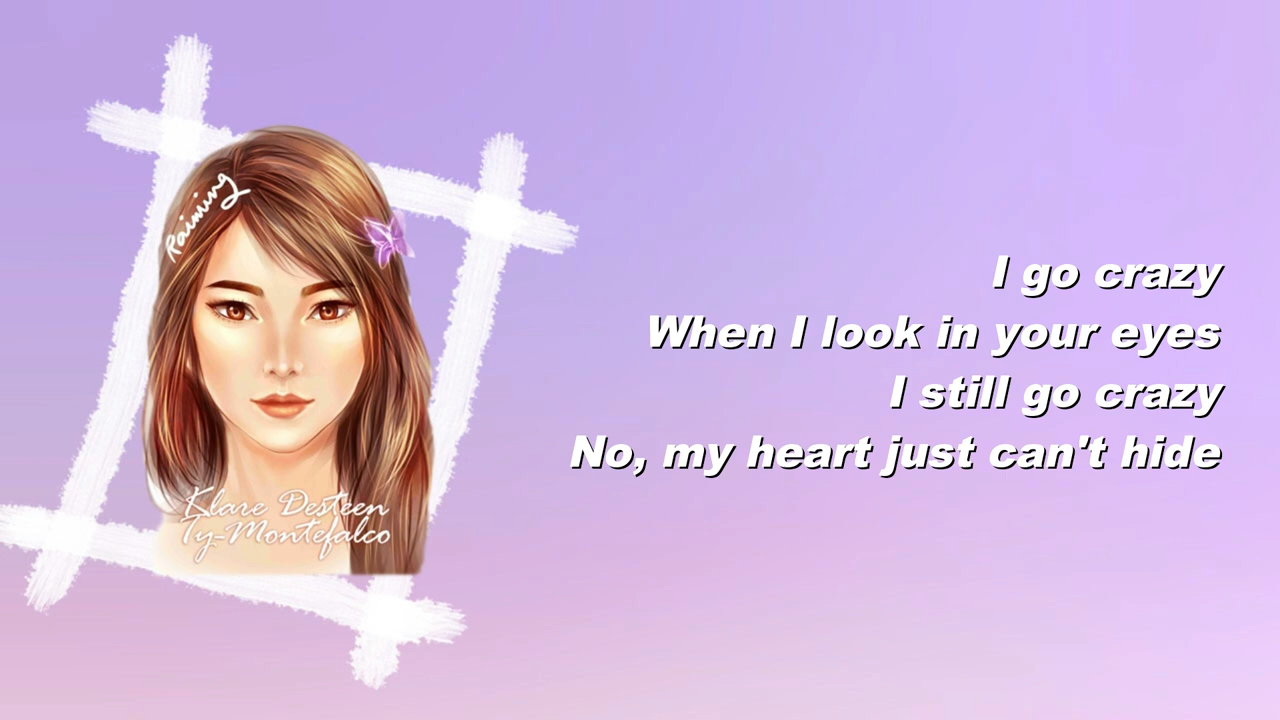 Raining
Klare Desteen
Ty-Montefalco
I go crazy
When I look in your eyes
I still go crazy
No, my heart just can't hide